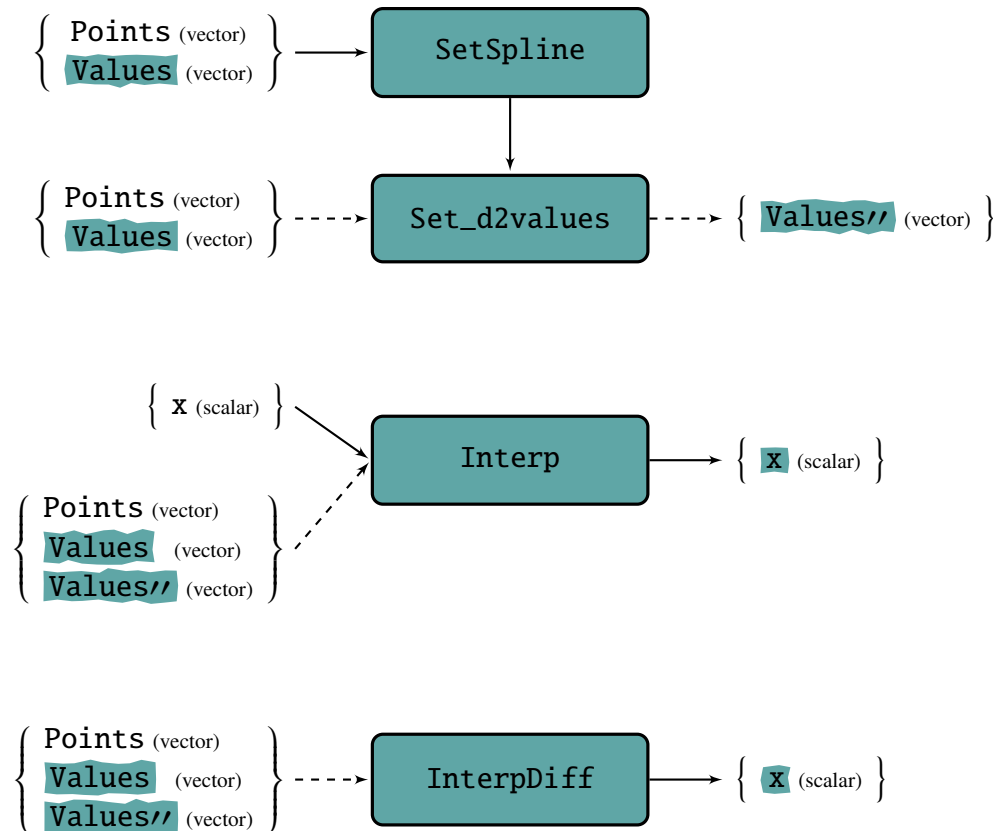 Points (vector)
Values (vector)
SetSpline
Points (vector)
Values (vector)
Set_d2values
Values′′ (vector)
x (scalar)
Points (vector)
Values (vector)
Values′′ (vector)
Interp
x (scalar)
Points (vector)
Values (vector)
Values′′ (vector)
InterpDiff
x (scalar)